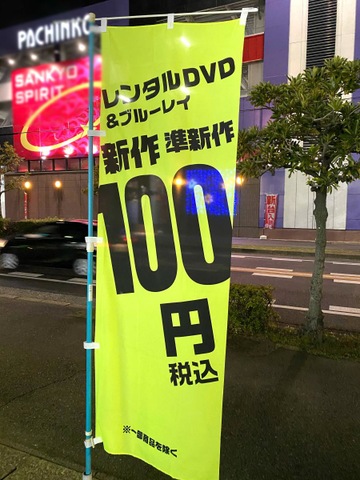 PACHINKO
SANKYO
SPIRIT
レンタルDVD
&ブルーレイ
新作 準新作
100
円
税込
※一部商品を除く